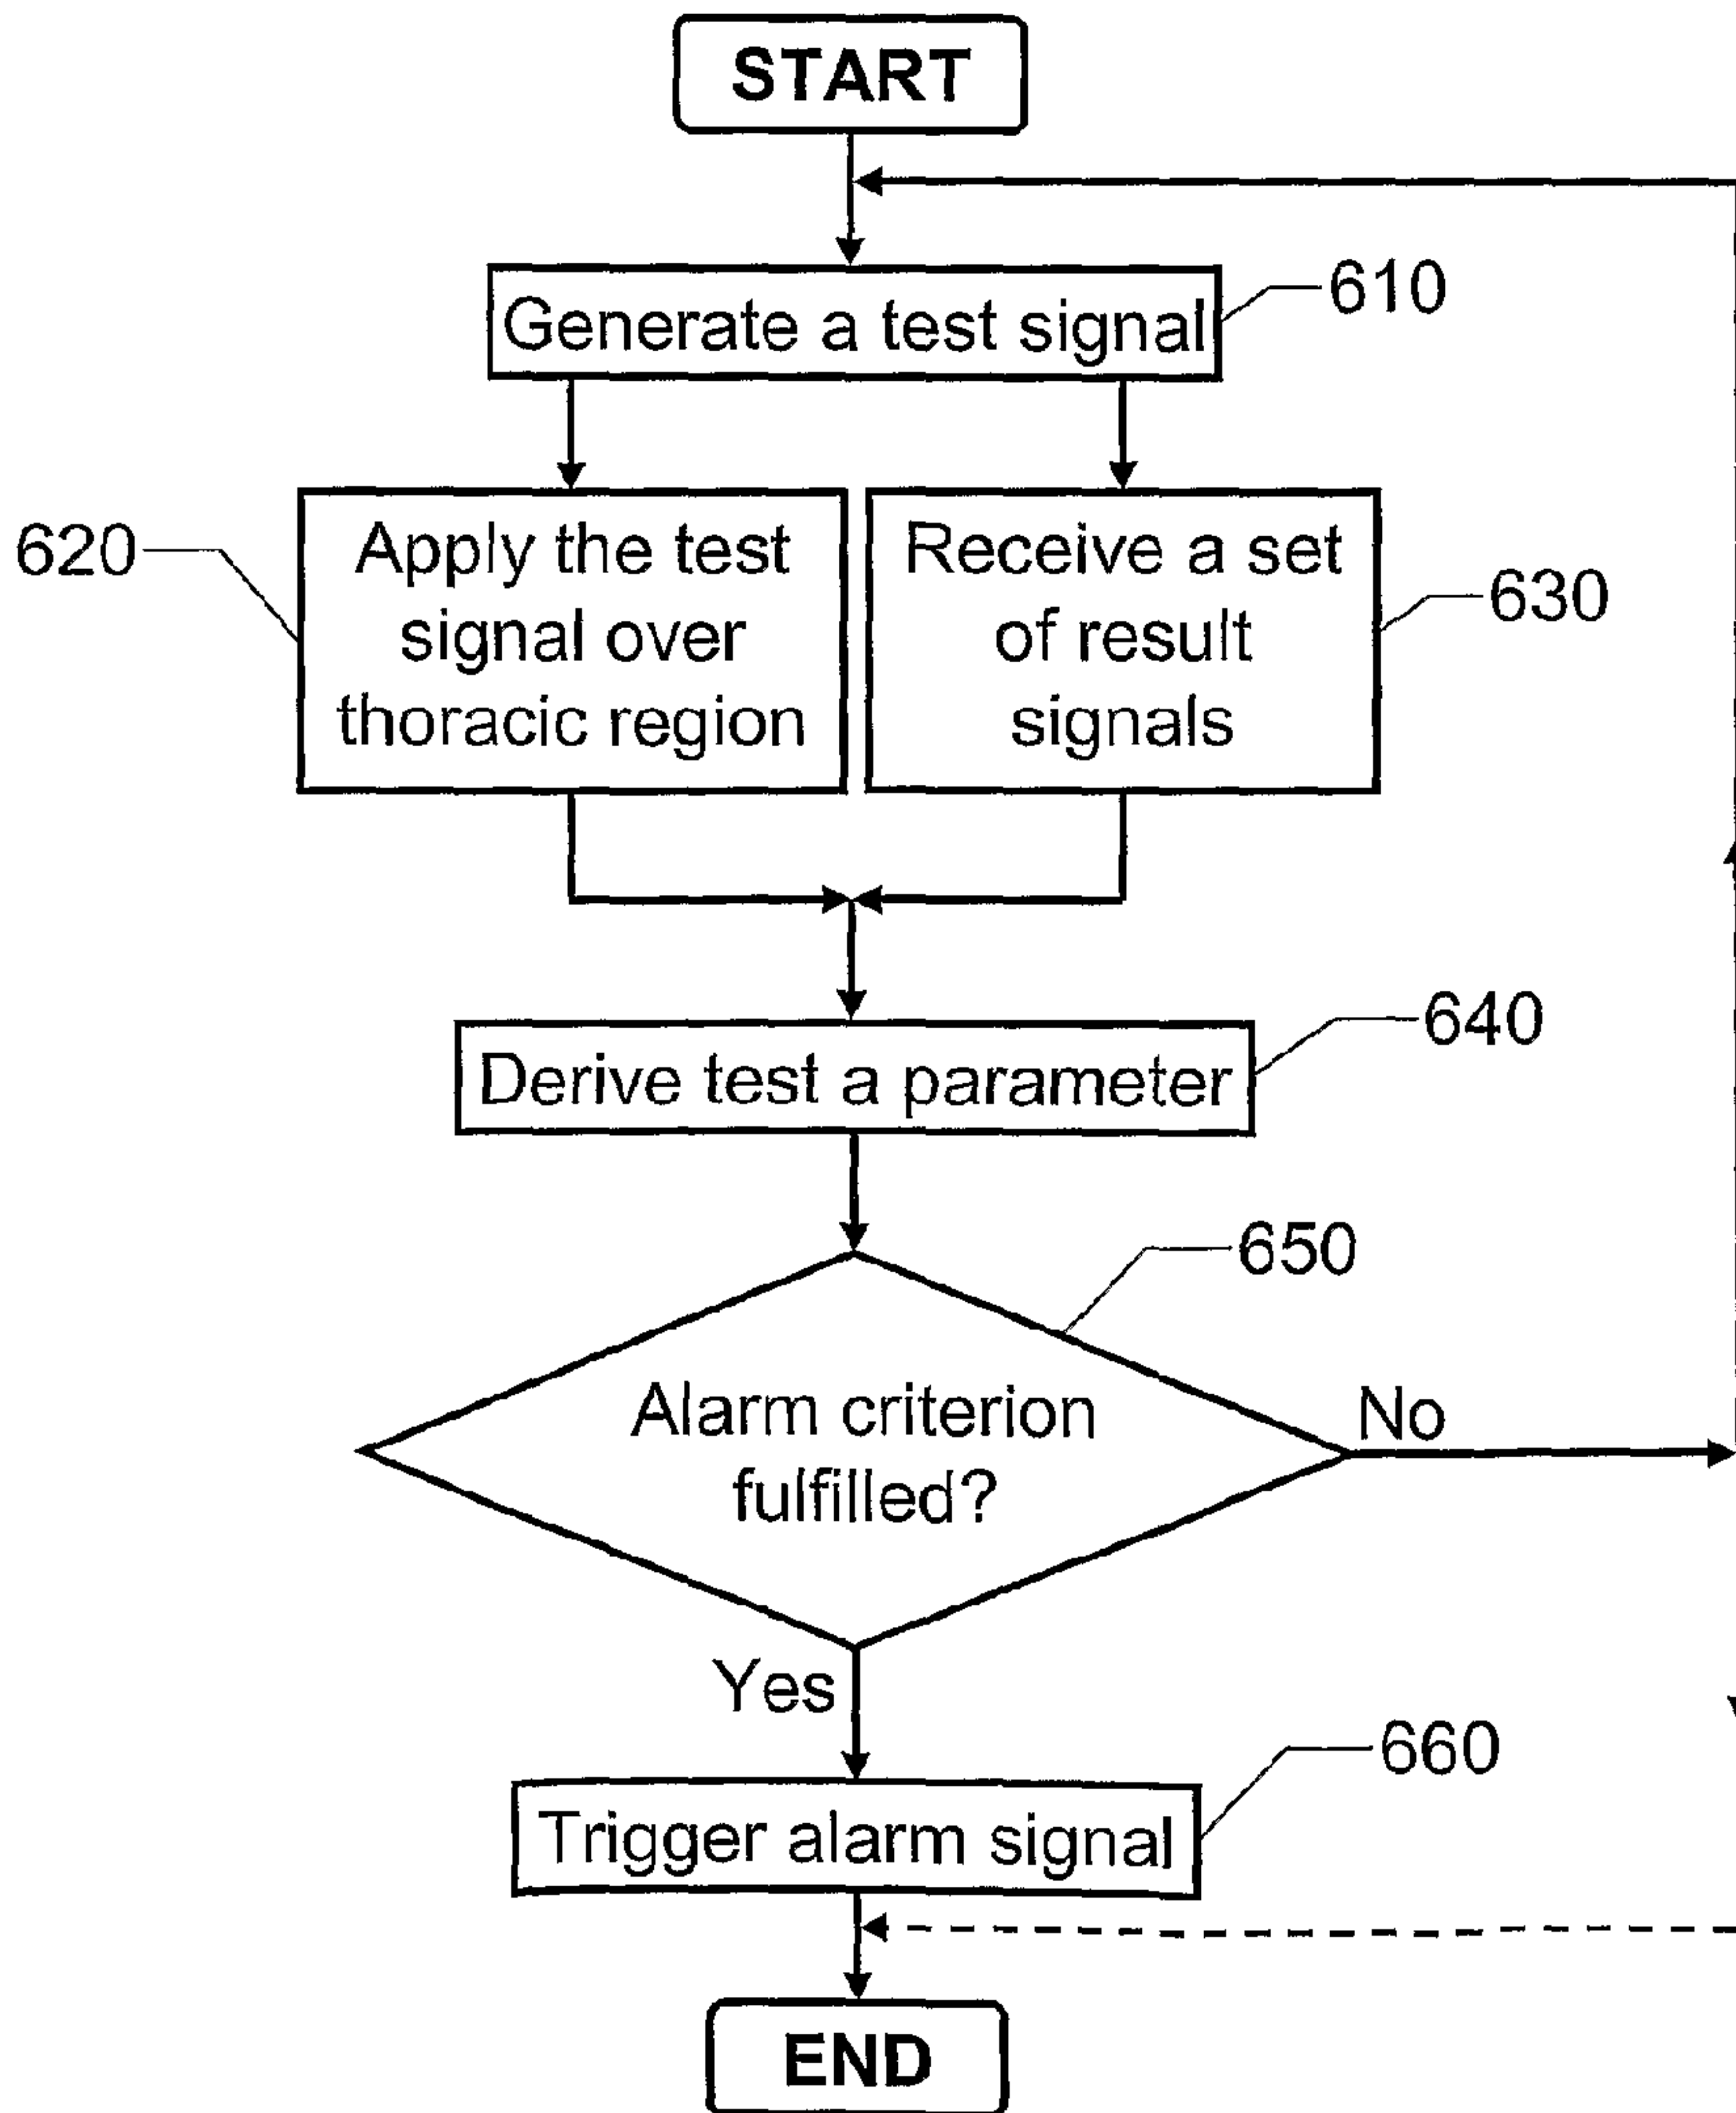 START
Generate a test signal
610
620
Apply the test
signal over
thoracic region
Receive a set
of result
signals
630
Derive test a parameter
640
650
Alarm criterion
fulfilled?
No
Yes
660
Trigger alarm signal
END